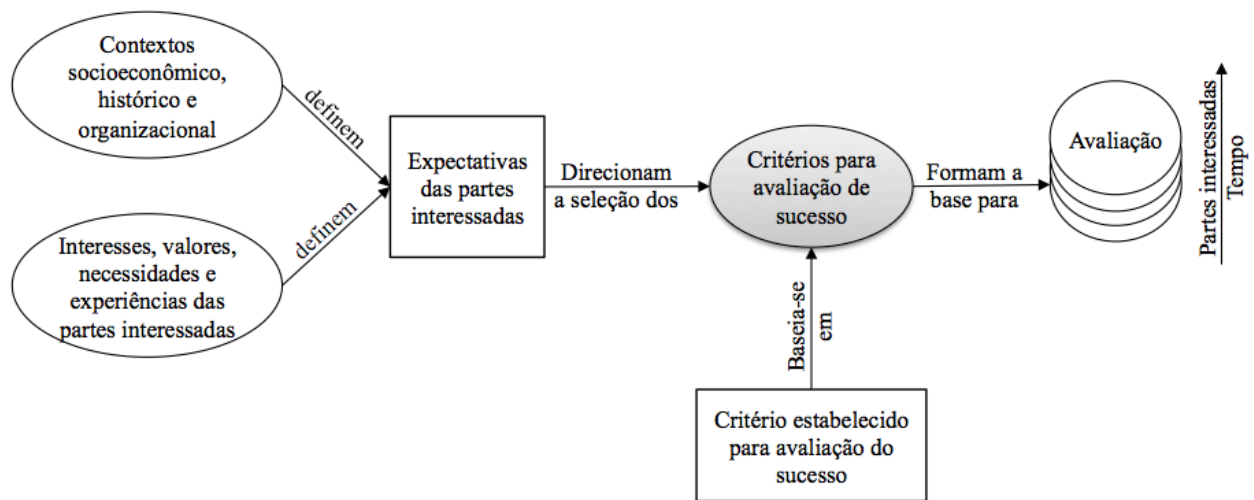 Contextos
socioeconômico,
histórico e
organizacional
definem
Interesses, valores,
necessidades e
experiências das
partes interessadas
definem
Expectativas
das partes
interessadas
Direcionam
a seleção dos
Critérios para
avaliação de
sucesso
Formam a
base para
Avaliação
Partes interessadas
Tempo
Baseia-se
em
Critério estabelecido
para avaliação do
sucesso